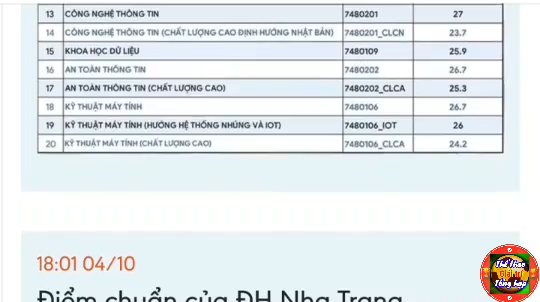 13 CÔNG NGHỆ THÔNG TIN 7480201 27
14 CÔNG NGHỆ THÔNG TIN (CHẤT LƯỢNG CAO ĐỊNH HƯỚNG NHẬT BẢN) 7480201_CLCN 23.7
15 KHOA HỌC DỮ LIỆU 7480109 25.9
16 AN TOÀN THÔNG TIN 7480202 26.7
17 AN TOÀN THÔNG TIN (CHẤT LƯỢNG CAO) 7480202_CLCA 25.3
18 KỸ THUẬT MÁY TÍNH 7480106 26.7
19 KỸ THUẬT MÁY TÍNH (HƯỚNG HỆ THỐNG NHÚNG VÀ IOT) 7480106_IOT 26
20 KỸ THUẬT MÁY TÍNH (CHẤT LƯỢNG CAO) 7480106_CLCA 24.2
18:01 04/10
Điểm chuẩn của ĐH Nha Trang
Thể Thao
Tổng hợp